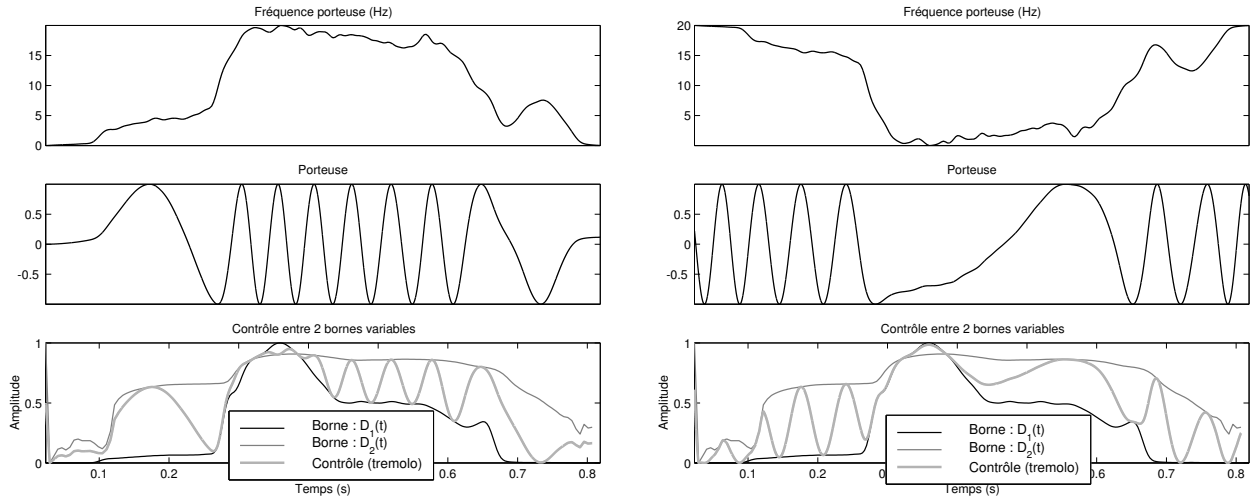 Fréquence porteuse (Hz)
15
10
5
0
Porteuse
0.5
0
-0.5
Contrôle entre 2 bornes variables
1
0.5
0
Amplitude
Borne : D1(t)
Borne : D2(t)
Contrôle (tremolo)
0.1 0.2 0.6 0.7 0.8
Temps (s)
Fréquence porteuse (Hz)
20
15
10
5
0
Porteuse
0.5
0
-0.5
Contrôle entre 2 bornes variables
1
0.5
0
Amplitude
Borne : D1(t)
Borne : D2(t)
Contrôle (tremolo)
0.1 0.2 0.6 0.7 0.8
Temps (s)